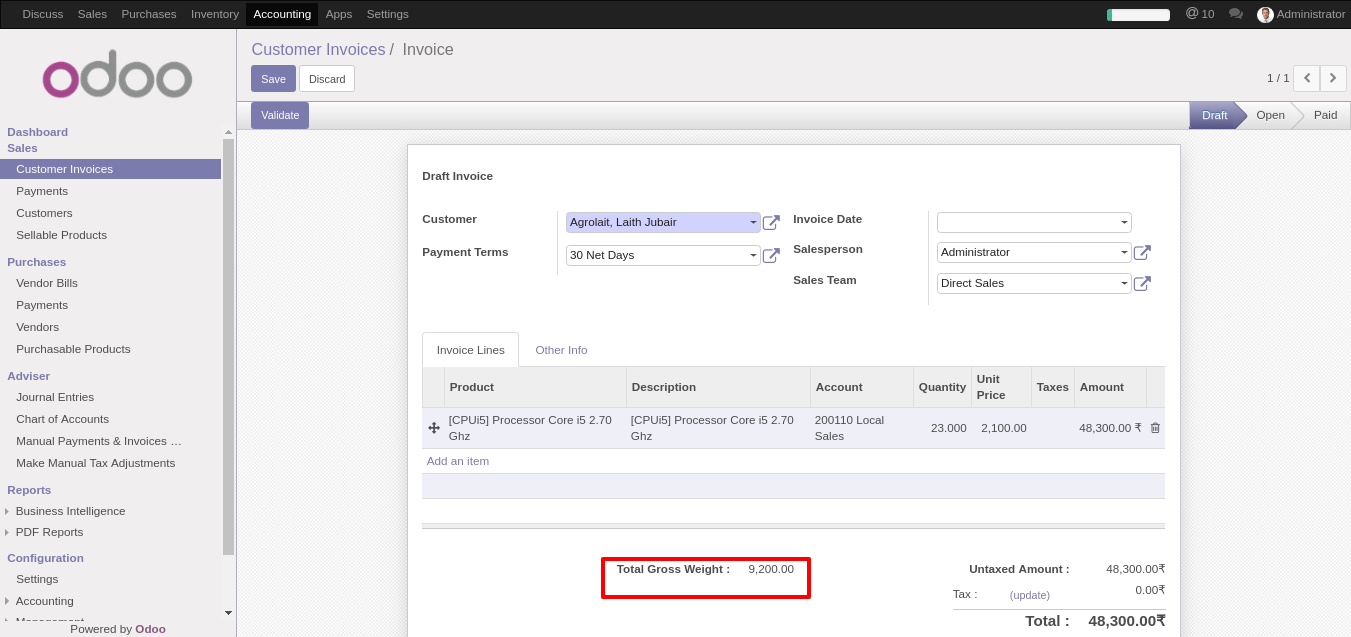 Discuss Sales Purchases Inventory Accounting Apps Settings @ 10 Administrator
odoo
Dashboard
Sales
Customer Invoices
Payments
Customers
Sellable Products
Purchases
Vendor Bills
Payments
Vendors
Purchasable Products
Adviser
Journal Entries
Chart of Accounts
Manual Payments & Invoices ...
Make Manual Tax Adjustments
Reports
Business Intelligence
PDF Reports
Configuration
Settings
Accounting
Powered by Odoo
Customer Invoices / Invoice
Save Discard 1 / 1
Validate Draft Open Paid
Draft Invoice
Customer Agrolait, Laith Jubair
Payment Terms 30 Net Days
Invoice Date
Salesperson Administrator
Sales Team Direct Sales
Invoice Lines Other Info
Product Description Account Quantity Unit Price Taxes Amount
[CPUi5] Processor Core i5 2.70 [CPUi5] Processor Core i5 2.70 200110 Local 23.000 2,100.00 48,300.00 ₹
Ghz Ghz Sales
Add an item
Total Gross Weight : 9,200.00
Untaxed Amount : 48,300.00₹
Tax : (update) 0.00₹
Total : 48,300.00₹